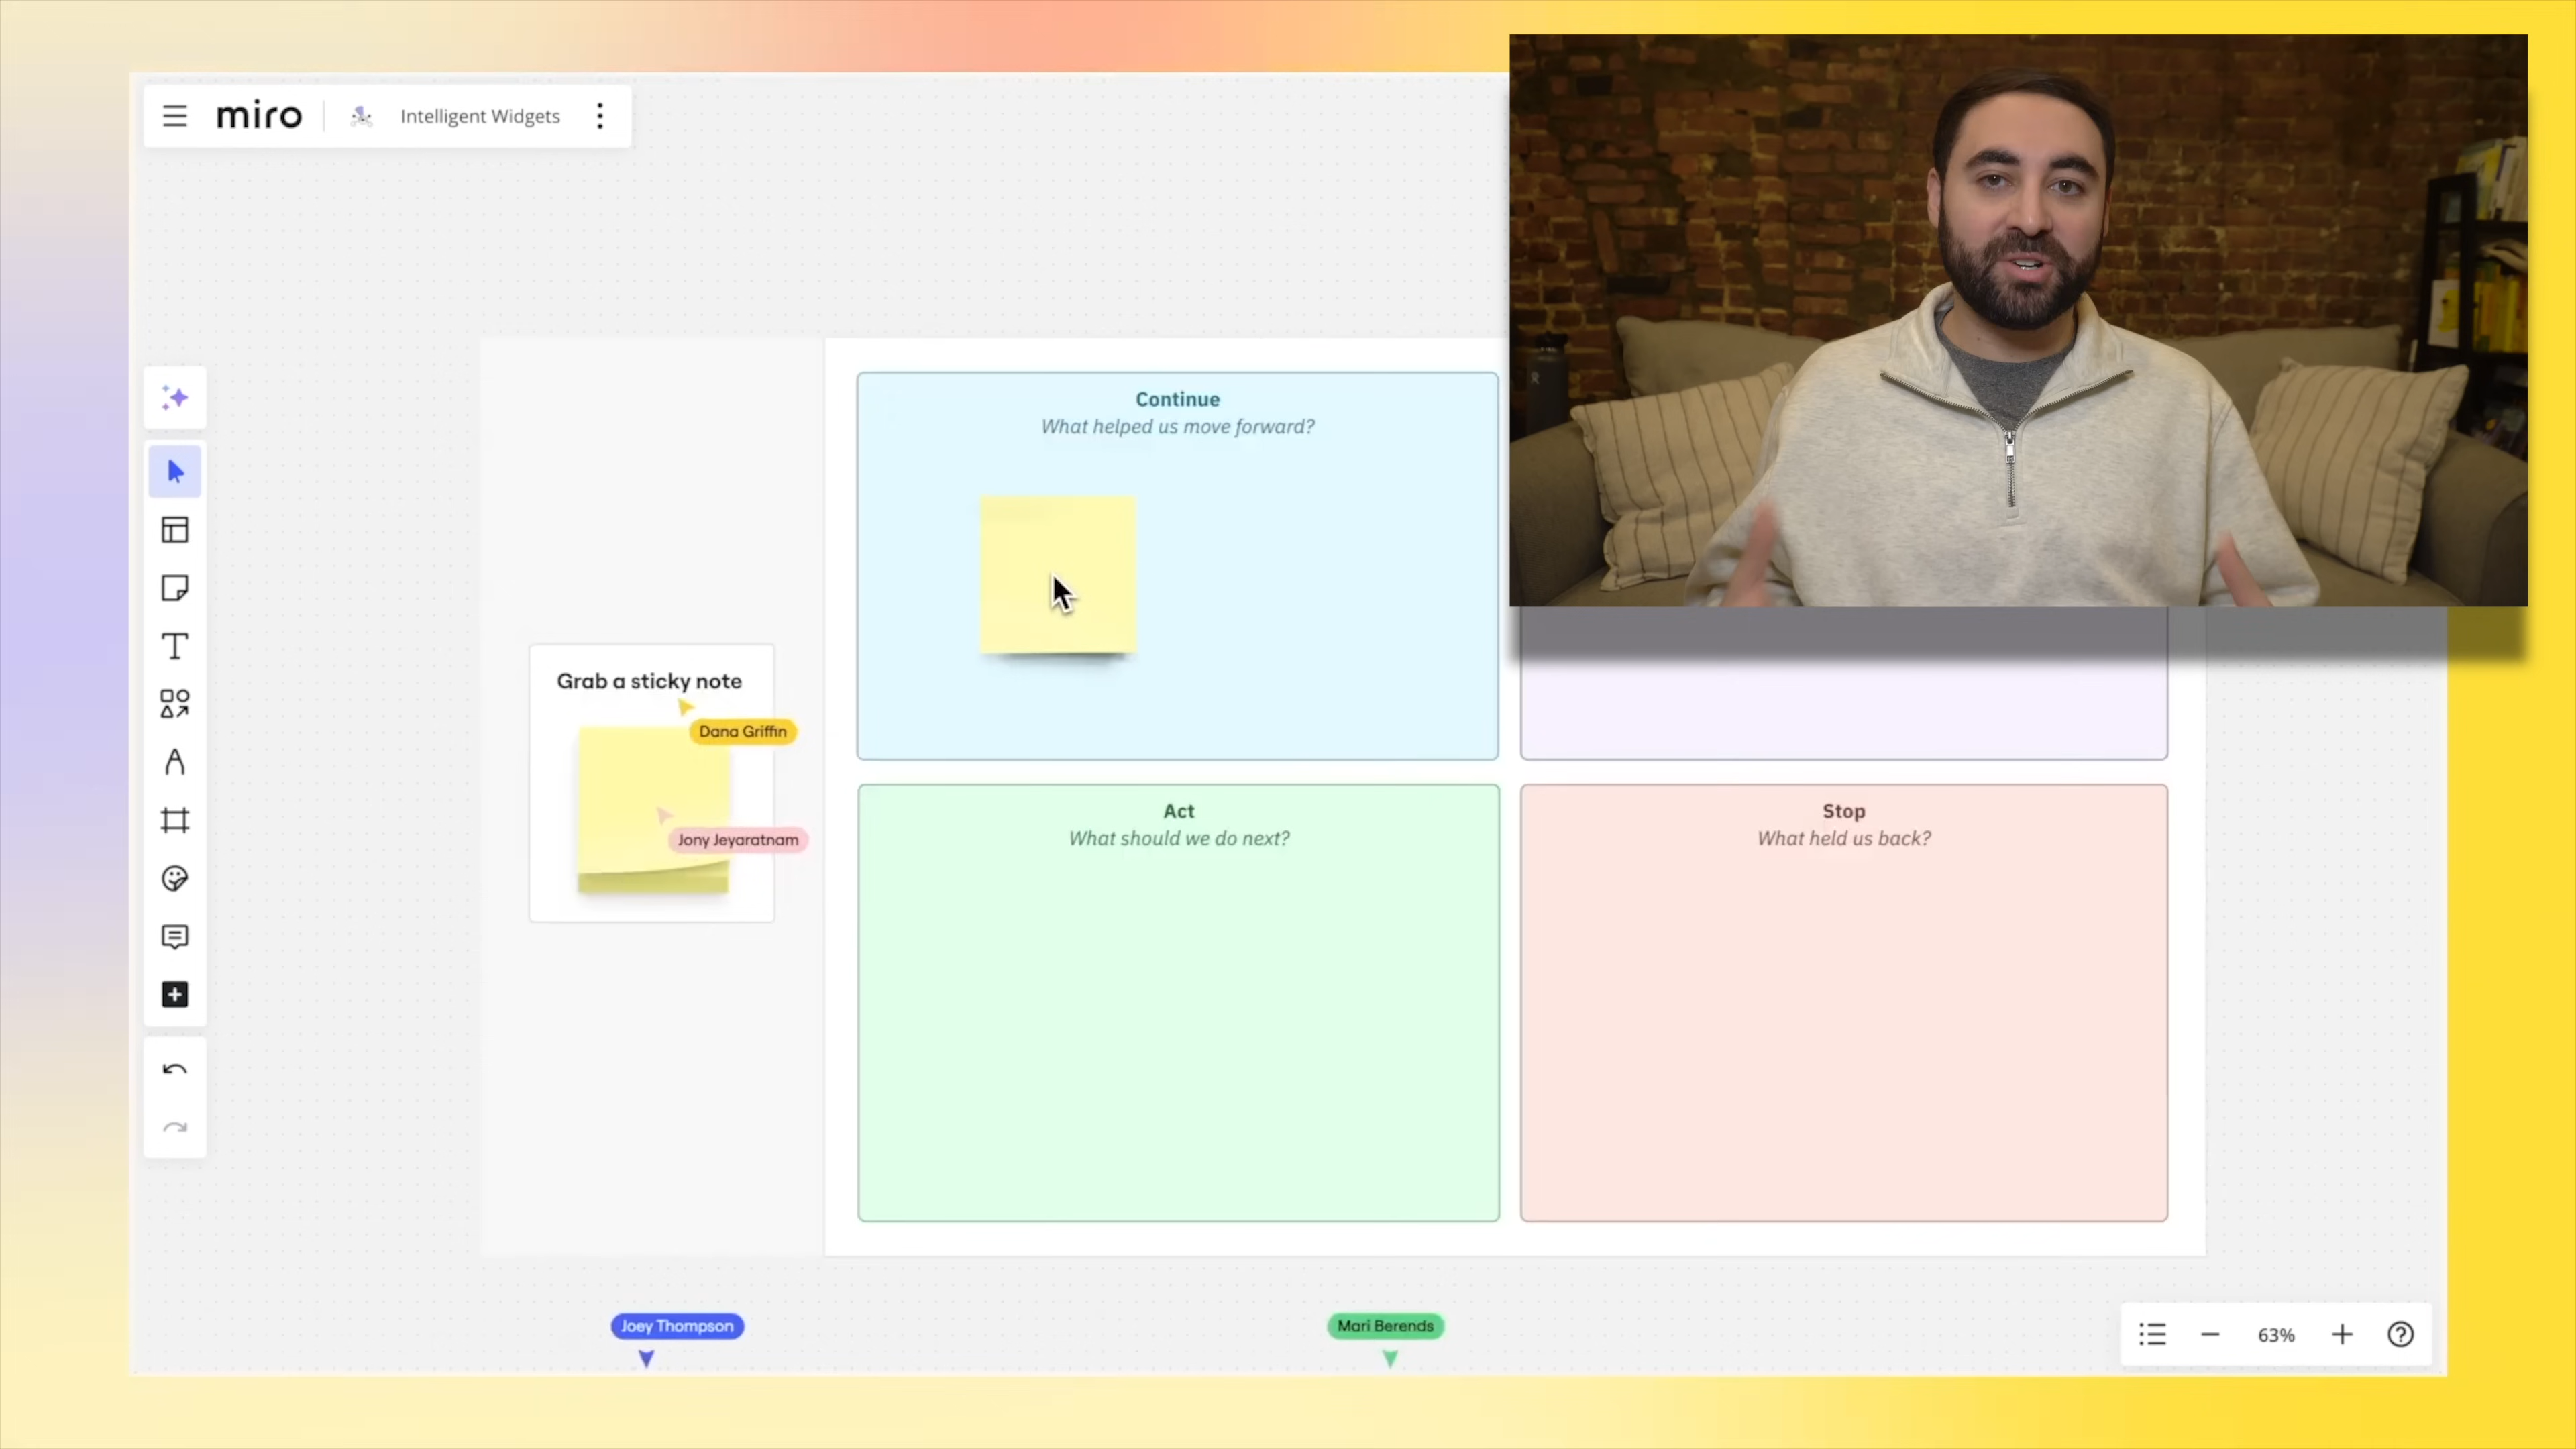 miro
Intelligent Widgets
Continue
What helped us move forward?
Grab a sticky note
Dana Griffin
Jony Jeyaratnam
Act
What should we do next?
Stop
What held us back?
Joey Thompson
Mari Berends
63%